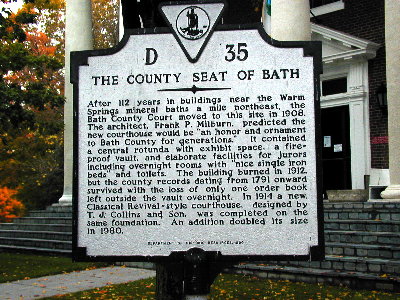 D 35
THE COUNTY SEAT OF BATH
After 112 years in buildings near the Warm
Springs mineral baths a mile northeast, the
Bath County Court moved to this site in 1908.
The architect, Frank P. Milburn, predicted the
new courthouse would be "an honor and ornament
to Bath County for generations." It contained
a central rotunda with exhibit space, a fire-
proof vault, and elaborate facilities for jurors
including overnight rooms with "nice single iron
beds" and toilets. The building burned in 1912,
but the county records dating from 1791 onward
survived with the loss of only one order book
left outside the vault overnight. In 1914 a new,
Classical Revival-style courthouse, designed by
T. J. Collins and Son, was completed on the
same foundation. An addition doubled its size
in 1980.
DEPARTMENT OF HISTORIC RESOURCES,